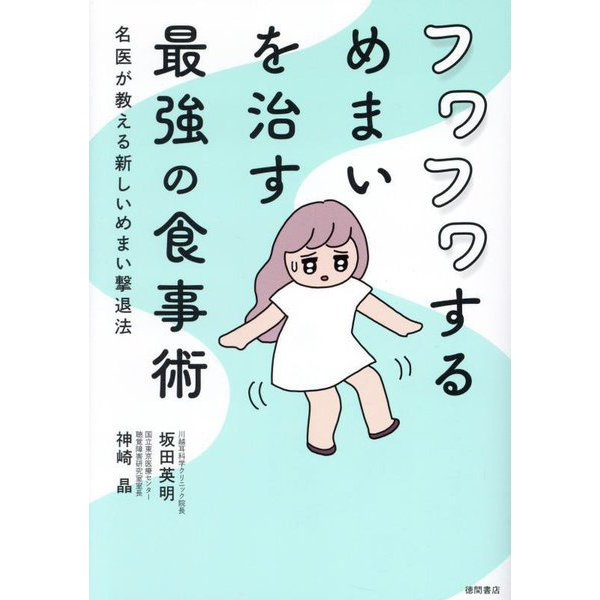 フワフワする
めまい
を治す
最強の食事術
名医が教える新しいめまい撃退法
川越耳科学クリニック院長
坂田英明
国立東京医療センター
聴覚障害研究室室長
神崎 晶
徳間書店